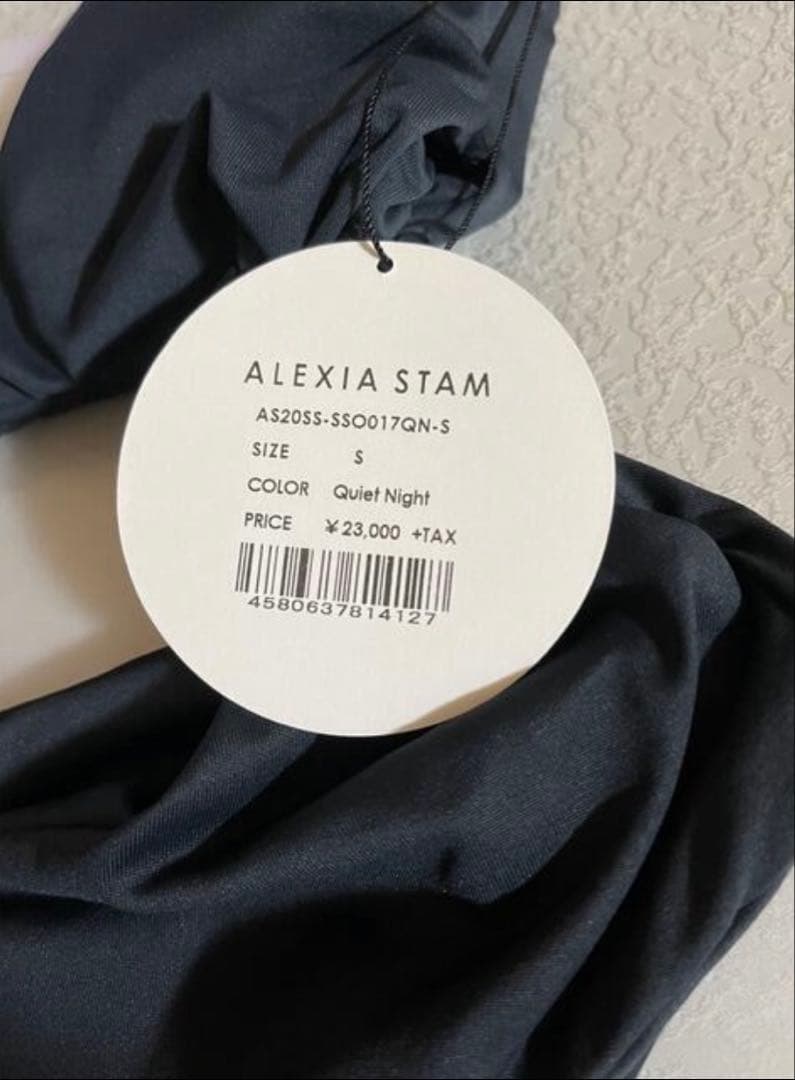 ALEXIA STAM
AS20SS-SSO017QN-S
SIZE S
COLOR Quiet Night
PRICE ¥23,000 +TAX
4580637814127